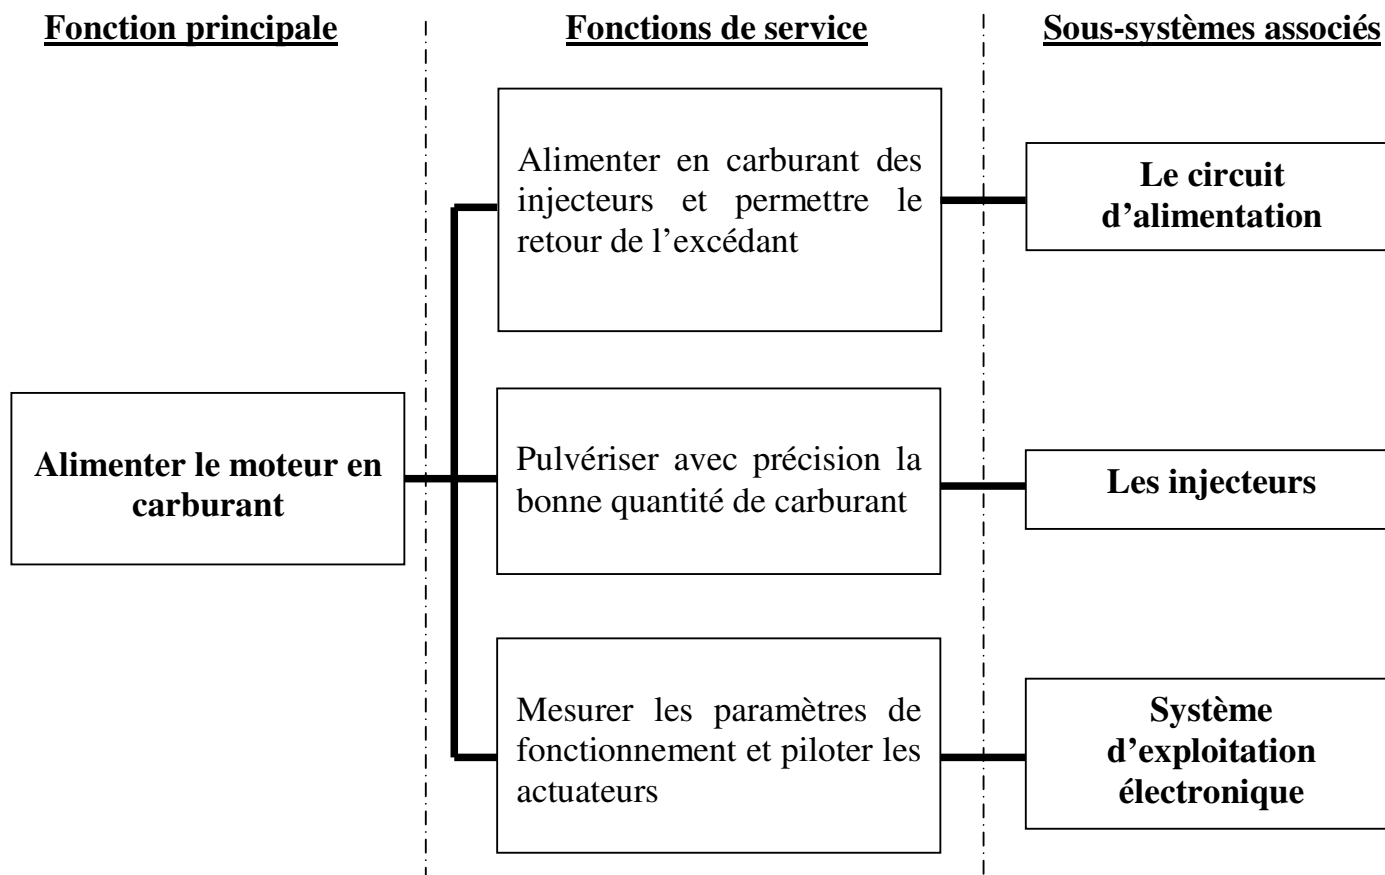 Fonction principale
Fonctions de service
Sous-systèmes associés
Alimenter en carburant des
injecteurs et permettre le
retour de l’excédant
Le circuit
d’alimentation
Alimenter le moteur en
carburant
Pulvériser avec précision la
bonne quantité de carburant
Les injecteurs
Mesurer les paramètres de
fonctionnement et piloter les
actuateurs
Système
d’exploitation
électronique